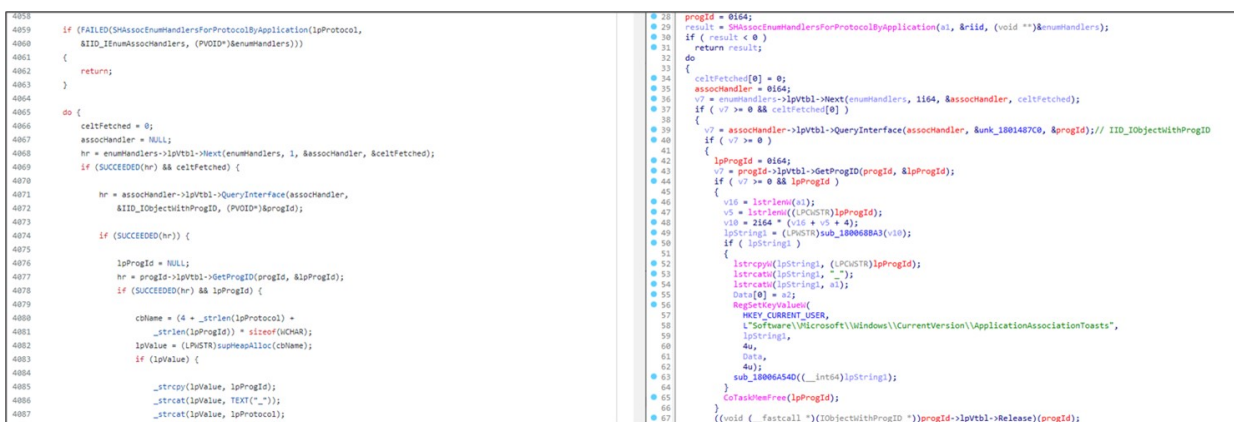 4058
4059 if (FAILED(SHAssocEnumHandlersForProtocolByApplication(lpProtocol,
4060 &IID_IEnumAssocHandlers, (PVOID*)&enumHandlers)))
4061 {
4062 return;
4063 }
4064
4065 do {
4066 celtFetched = 0;
4067 assocHandler = NULL;
4068 hr = enumHandlers->lpVtbl->Next(enumHandlers, 1, &assocHandler, &celtFetched);
4069 if (SUCCEEDED(hr) && celtFetched) {
4070
4071 hr = assocHandler->lpVtbl->QueryInterface(assocHandler,
4072 &IID_IObjectWithProgID, (PVOID*)&progId);
4073
4074 if (SUCCEEDED(hr)) {
4075
4076 lpProgId = NULL;
4077 hr = progId->lpVtbl->GetProgID(progId, &lpProgId);
4078 if (SUCCEEDED(hr) && lpProgId) {
4079
4080 cbName = (4 + _strlen(lpProtocol) +
4081 _strlen(lpProgId)) * sizeof(WCHAR);
4082 lpValue = (LPWSTR)supHeapAlloc(cbName);
4083 if (lpValue) {
4084
4085 _strcpy(lpValue, lpProgId);
4086 _strcat(lpValue, TEXT("_"));
4087 _strcat(lpValue, lpProtocol);
28 progId = 0i64;
29 result = SHAssocEnumHandlersForProtocolByApplication(a1, &riid, (void **)&enumHandlers);
30 if ( result < 0 )
31 return result;
32 do
33 {
34 celtFetched[0] = 0;
35 assocHandler = 0i64;
36 v7 = enumHandlers->lpVtbl->Next(enumHandlers, 1i64, &assocHandler, celtFetched);
37 if ( v7 >= 0 && celtFetched[0] )
38 {
39 v7 = assocHandler->lpVtbl->QueryInterface(assocHandler, &unk_1801487C0, &progId);// IID_IObjectWithProgID
40 if ( v7 >= 0 )
41 {
42 lpProgId = 0i64;
43 v7 = progId->lpVtbl->GetProgID(progId, &lpProgId);
44 if ( v7 >= 0 && lpProgId )
45 {
46 v16 = lstrlenW(a1);
47 v5 = lstrlenW((LPCWSTR)lpProgId);
48 v10 = 2i64 * (v16 + v5 + 4);
49 lpString1 = (LPWSTR)sub_180068BA3(v10);
50 if ( lpString1 )
51 {
52 lstrcpyW(lpString1, (LPCWSTR)lpProgId);
53 lstrcatW(lpString1, "_");
54 lstrcatW(lpString1, a1);
55 Data[0] = a2;
56 RegSetKeyValueW(
57 HKEY_CURRENT_USER,
58 L"Software\\Microsoft\\Windows\\CurrentVersion\\ApplicationAssociationToasts",
59 lpString1,
60 4u,
61 Data,
62 4u);
63 sub_18006A54D((__int64)lpString1);
64 }
65 CoTaskMemFree(lpProgId);
66 }
67 ((void (__fastcall *)(IObjectWithProgID *))progId->lpVtbl->Release)(progId);